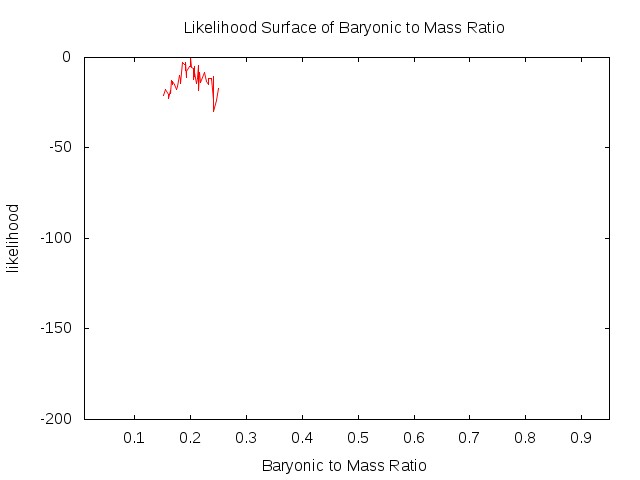 Likelihood Surface of Baryonic to Mass Ratio
0
-50
-100
-150
-200
likelihood
0.1 0.2 0.3 0.4 0.5 0.6 0.7 0.8 0.9
Baryonic to Mass Ratio